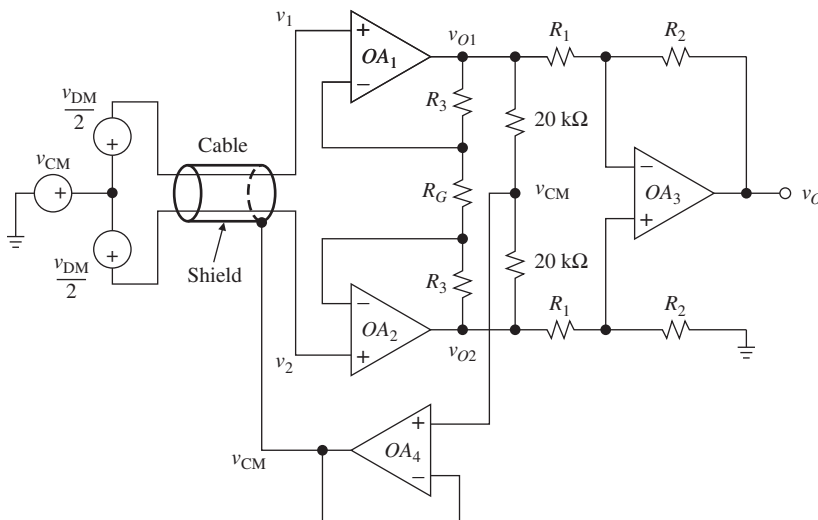 v1
+
OA1
−
vO1
R1
R2
vDM
2
+
Cable
R3
20 kΩ
vCM
+
RG
vCM
−
OA3
+
vO
+
vDM
2
Shield
R3
20 kΩ
−
OA2
+
v2
vO2
R1
R2
+
OA4
−
vCM